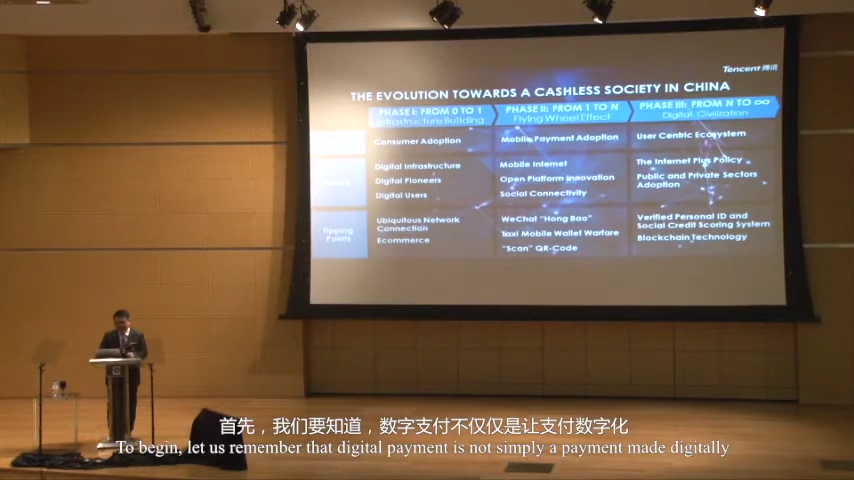 Tencent 腾讯
THE EVOLUTION TOWARDS A CASHLESS SOCIETY IN CHINA
PHASE I: FROM 0 TO 1
Infrastructure Building
PHASE II: FROM 1 TO N
Flying Wheel Effect
PHASE III: FROM N TO ∞
Digital Civilization
Consumer Adoption
Mobile Payment Adoption
User Centric Ecosystem
Digital Infrastructure
Digital Pioneers
Digital Users
Mobile Internet
Open Platform Innovation
Social Connectivity
The Internet Plus Policy
Public and Private Sectors
Adoption
Tipping
Points
Ubiquitous Network
Connection
Ecommerce
WeChat "Hong Bao"
Taxi Mobile Wallet Warfare
"Scan" QR-Code
Verified Personal ID and
Social Credit Scoring System
Blockchain Technology
首先，我们要知道，数字支付不仅仅是让支付数字化
To begin, let us remember that digital payment is not simply a payment made digitally